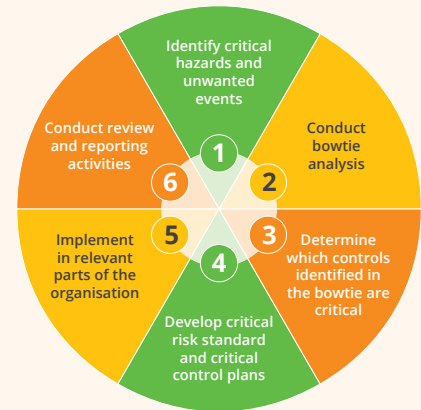 Identify critical
hazards and
unwanted
events
1
Conduct
bowtie
analysis
2
Determine
which controls
identified in
the bowtie are
critical
3
Develop critical
risk standard
and critical
control plans
4
Implement
in relevant
parts of the
organisation
5
Conduct review
and reporting
activities
6